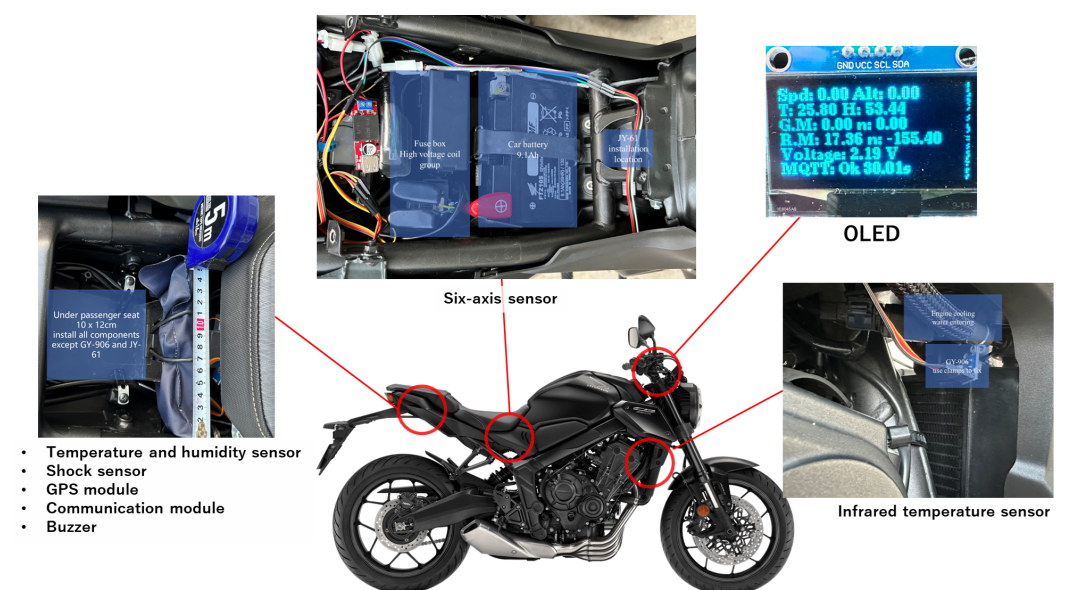 Fuse box
High voltage coil
group
Car battery
9.1Ah
JY-61
installation
location
GND VCC SCL SDA
Spd: 0.00 Alt: 0.00
T: 25.80 H: 53.44
G.M: 0.00 n: 0.00
R.M: 17.36 n: -155.40
Voltage: 2.19 V
MQTT: Ok 30.01s
OLED
Six-axis sensor
5m
Under passenger seat
10 x 12cm
install all components
except GY-906 and JY-
61
Engine cooling
water entering
GY-906
use clamps to fix
Infrared temperature sensor
• Temperature and humidity sensor
• Shock sensor
• GPS module
• Communication module
• Buzzer